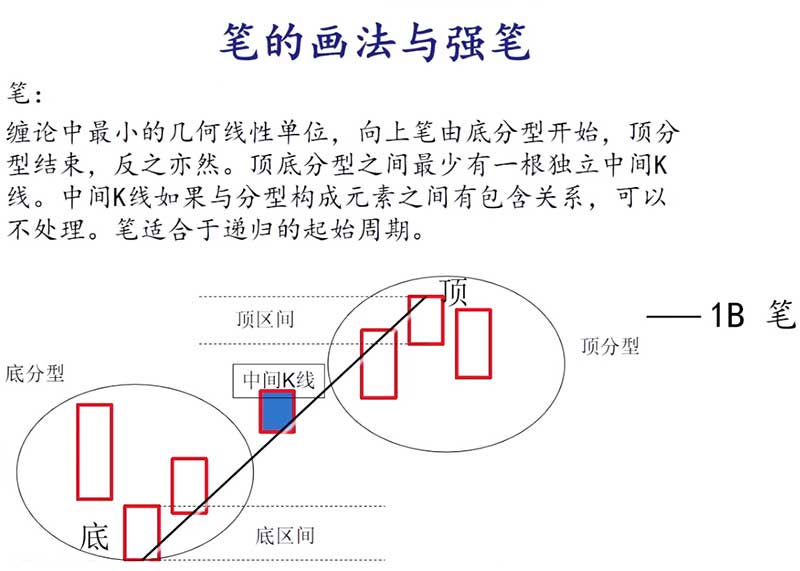 笔的画法与强笔
笔：
缠论中最小的几何线性单位，向上笔由底分型开始，顶分
型结束，反之亦然。顶底分型之间最少有一根独立中间K
线。中间K线如果与分型构成元素之间有包含关系，可以
不处理。笔适合于递归的起始周期。
顶
顶区间
1B 笔
顶分型
底分型
中间K线
底
底区间